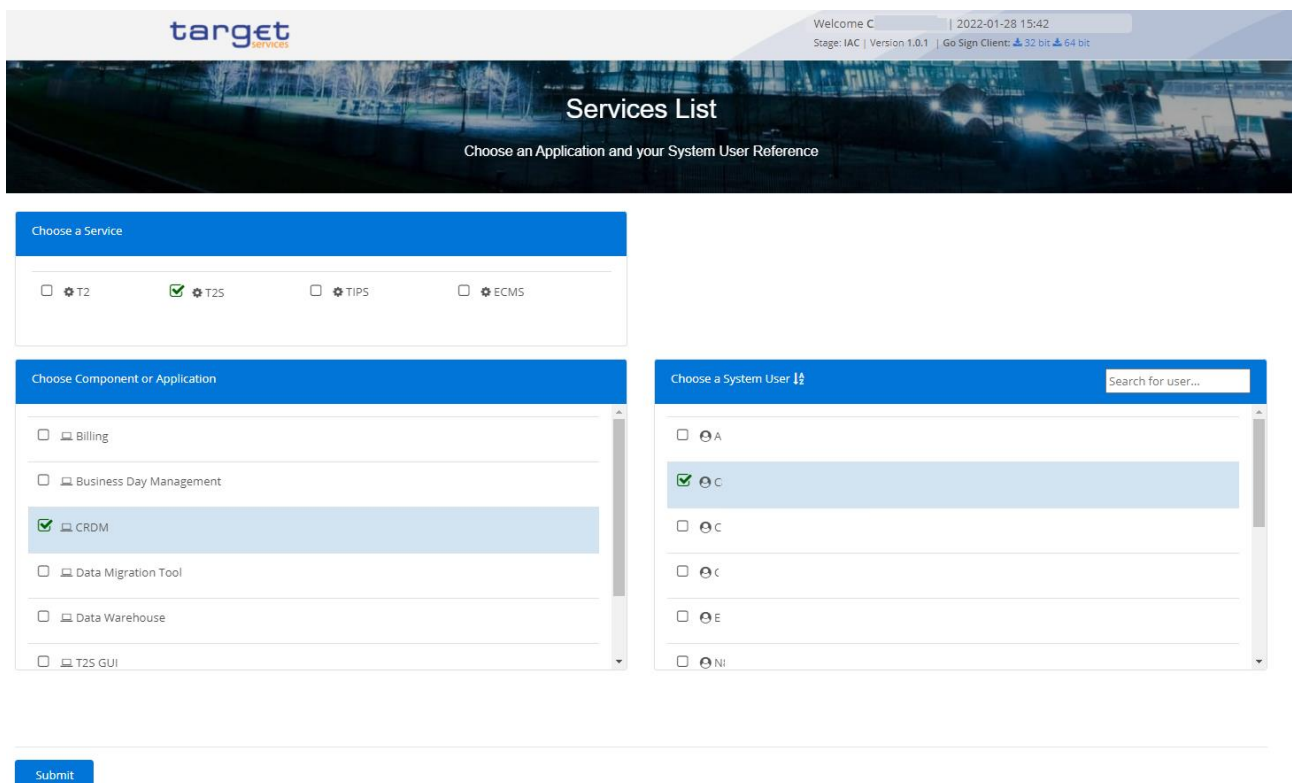 target
services
Welcome C | 2022-01-28 15:42
Stage: IAC | Version 1.0.1 | Go Sign Client: 32 bit 64 bit
Services List
Choose an Application and your System User Reference
Choose a Service
T2 T2S TIPS ECMS
Choose Component or Application
Billing
Business Day Management
CRDM
Data Migration Tool
Data Warehouse
T2S GUI
Choose a System User
Search for user...
A
C
C
E
Submit